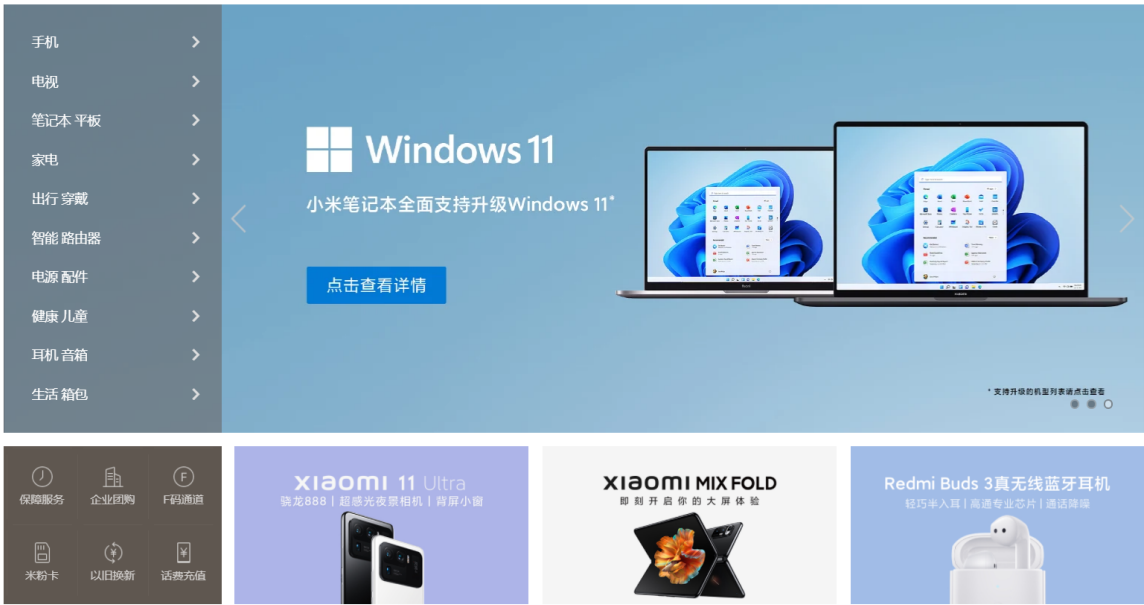 手机
电视
笔记本 平板
家电
出行 穿戴
智能 路由器
电源 配件
健康 儿童
耳机 音箱
生活 箱包
Windows 11
小米笔记本全面支持升级Windows 11*
点击查看详情
* 支持升级的机型列表请点击查看
保障服务
企业团购
F码通道
米粉卡
以旧换新
话费充值
XIAOMI 11 Ultra
骁龙888 | 超感光夜景相机 | 背屏小窗
XIAOMI MIX FOLD
即刻开启你的大屏体验
Redmi Buds 3真无线蓝牙耳机
轻巧半入耳 | 高通专业芯片 | 通话降噪